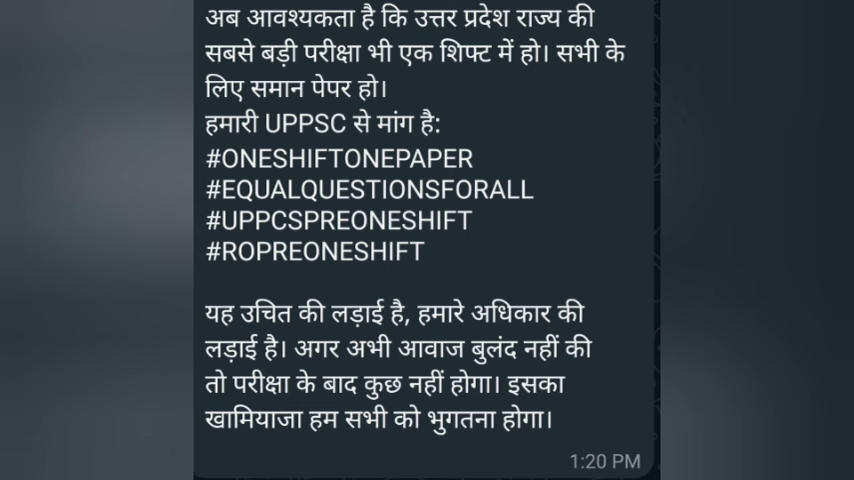 अब आवश्यकता है कि उत्तर प्रदेश राज्य की
सबसे बड़ी परीक्षा भी एक शिफ्ट में हो। सभी के
लिए समान पेपर हो।
हमारी UPPSC से मांग है:
#ONESHIFTONEPAPER
#EQUALQUESTIONSFORALL
#UPPCSPREONESHIFT
#ROPREONESHIFT
यह उचित की लड़ाई है, हमारे अधिकार की
लड़ाई है। अगर अभी आवाज बुलंद नहीं की
तो परीक्षा के बाद कुछ नहीं होगा। इसका
खामियाजा हम सभी को भुगतना होगा।
1:20 PM